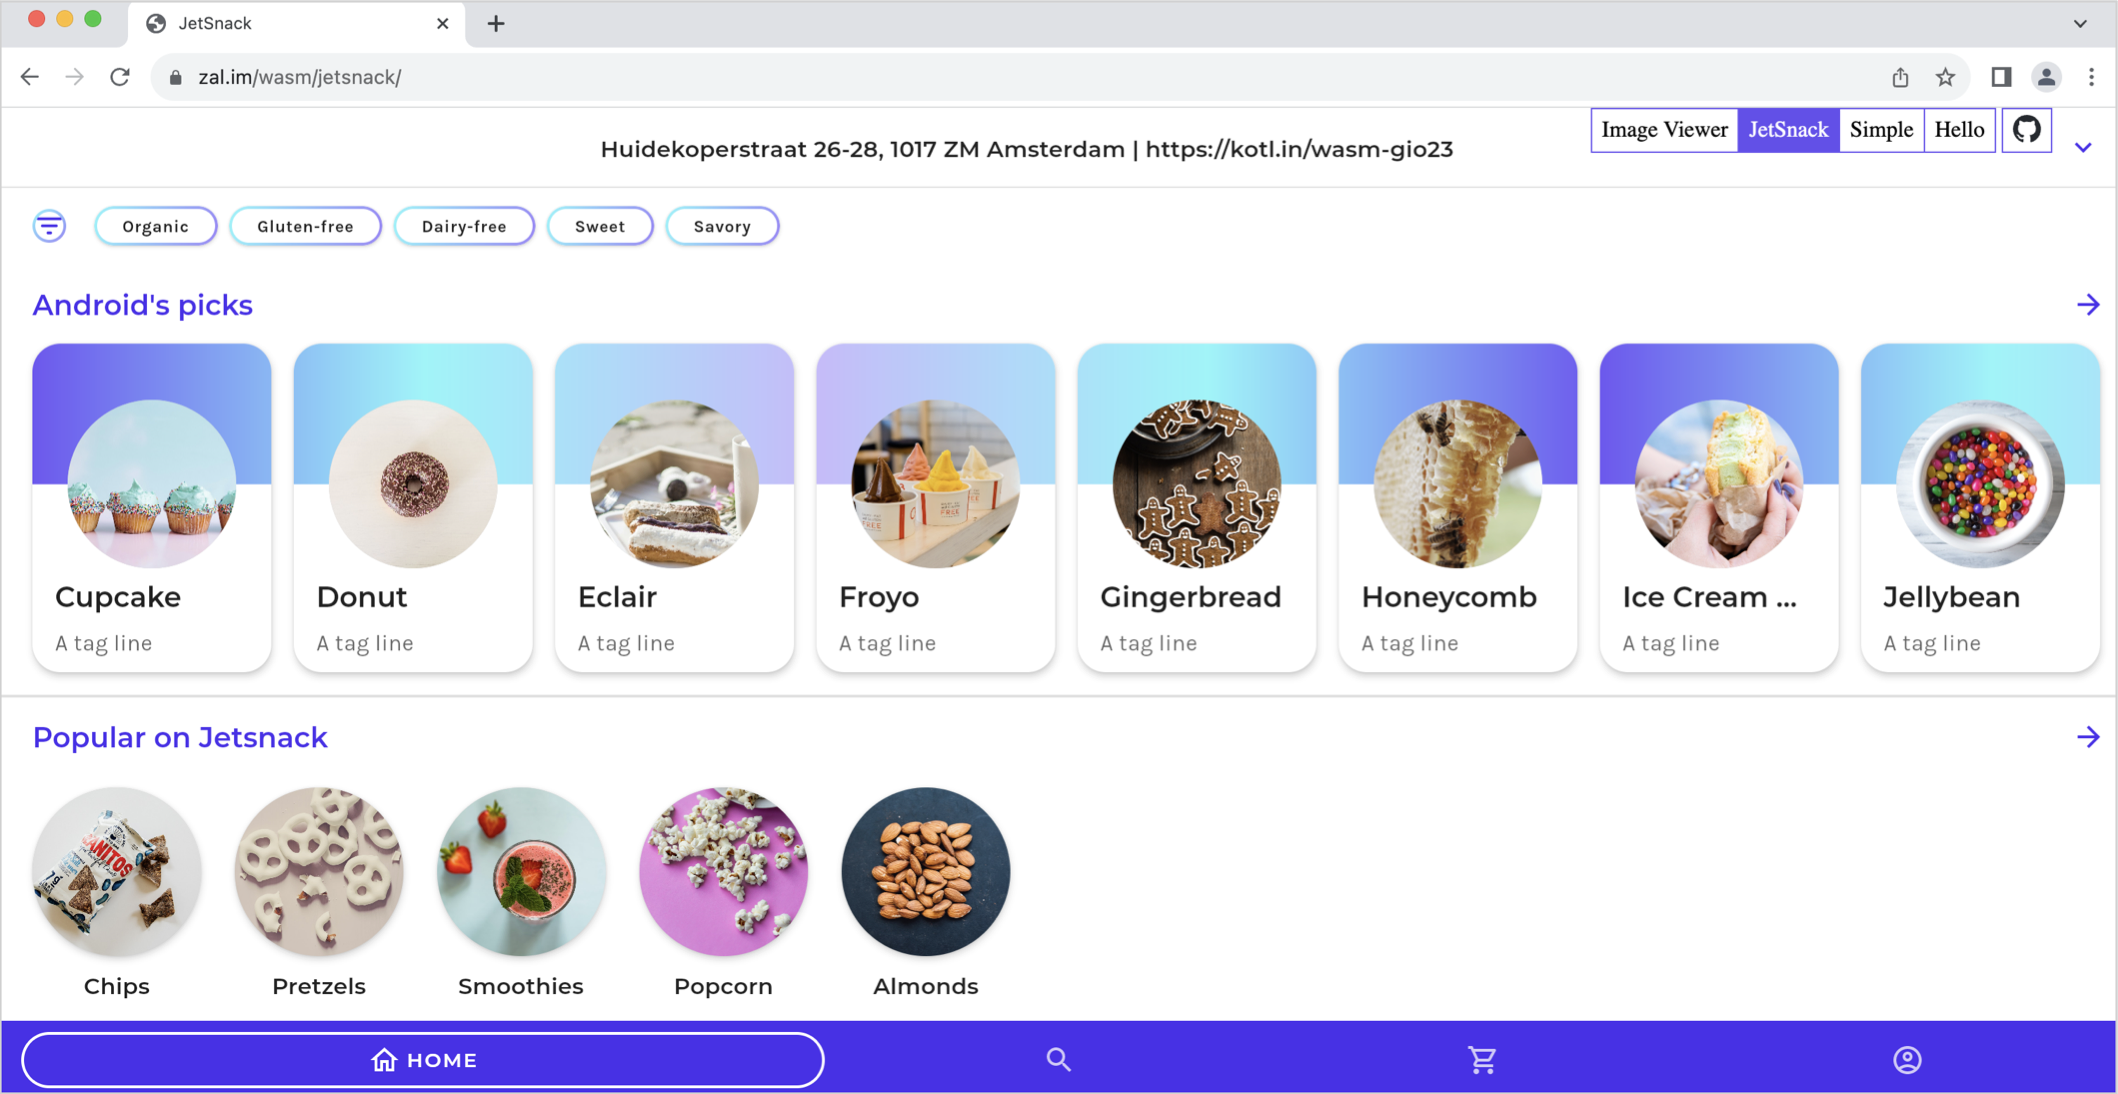 JetSnack
zal.im/wasm/jetsnack/
Image Viewer JetSnack Simple Hello
Huidekoperstraat 26-28, 1017 ZM Amsterdam | https://kotl.in/wasm-gio23
Organic Gluten-free Dairy-free Sweet Savory
Android's picks
Cupcake Donut Eclair Froyo Gingerbread Honeycomb Ice Cream ... Jellybean
A tag line A tag line A tag line A tag line A tag line A tag line A tag line A tag line
Popular on Jetsnack
Chips Pretzels Smoothies Popcorn Almonds
HOME